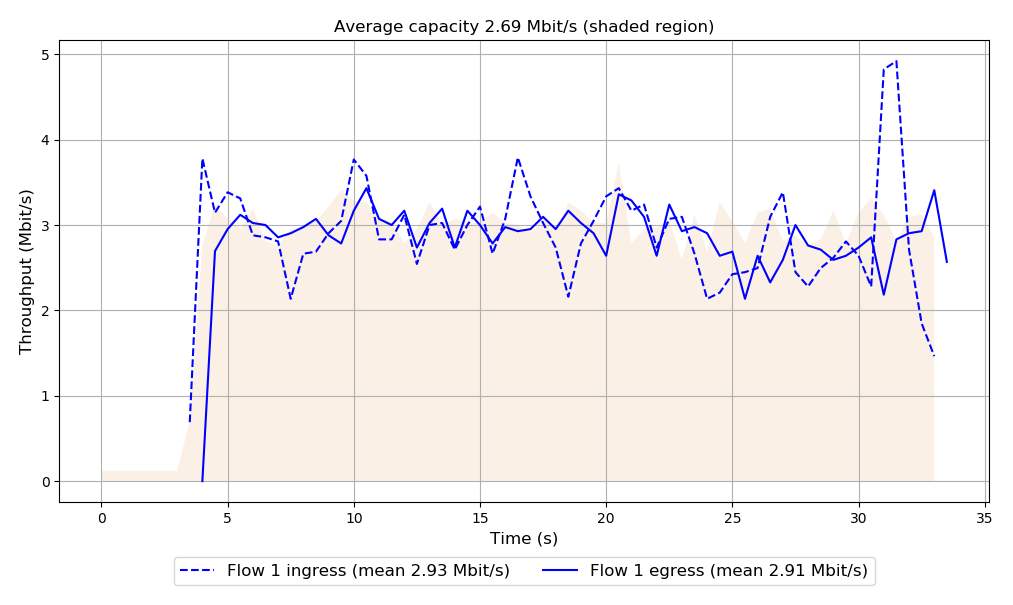 Average capacity 2.69 Mbit/s (shaded region)
5
4
3
2
1
0
Throughput (Mbit/s)
0 5 10 15 20 25 30 35
Time (s)
Flow 1 ingress (mean 2.93 Mbit/s) Flow 1 egress (mean 2.91 Mbit/s)